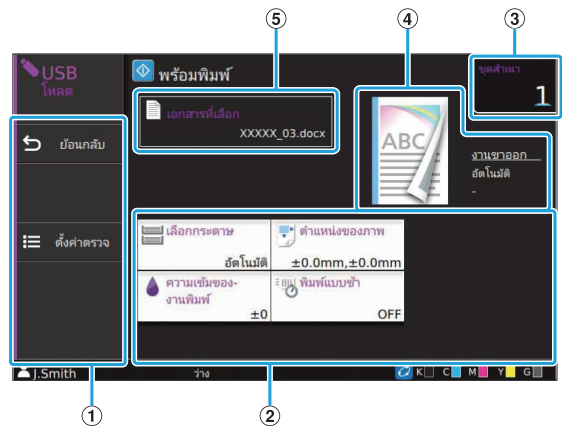 ⑤
④
③
USB
โหลด
พร้อมพิมพ์
ชุดสำเนา
1
เอกสารที่เลือก
XXXXX_03.docx
ABC
งานขาออก
อัตโนมัติ
-
ย้อนกลับ
ตั้งค่าตรวจ
เลือกกระดาษ
อัตโนมัติ
ตำแหน่งของภาพ
±0.0mm,±0.0mm
ความเข้มของ-
งานพิมพ์
±0
พิมพ์แบบช้า
OFF
J.Smith
ว่าง
K C M Y G
①
②